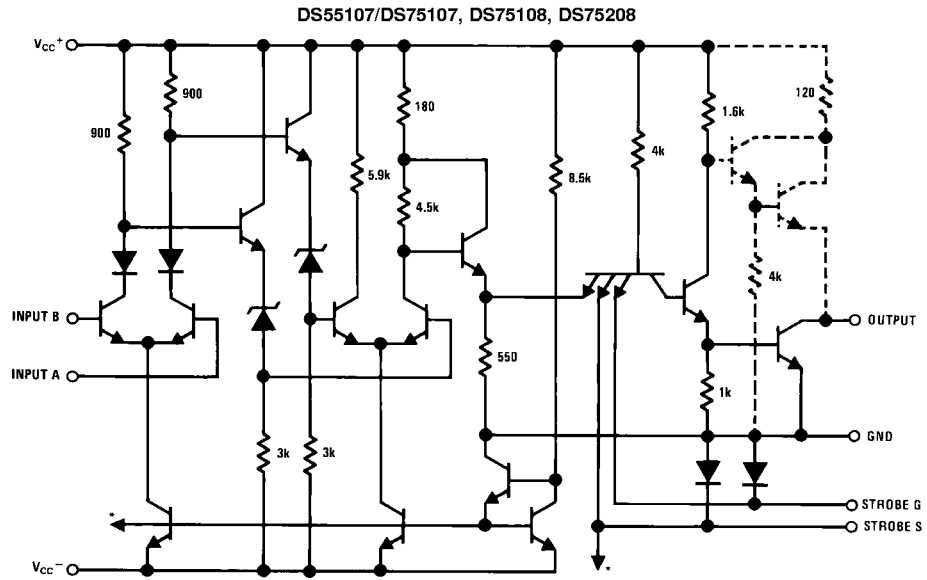 DS55107/DS75107, DS75108, DS75208
VCC+
900
900
180
1.6k
120
5.9k
4.5k
8.5k
4k
4k
INPUT B
INPUT A
OUTPUT
550
1k
3k
3k
GND
*
STROBE G
STROBE S
*
VCC−